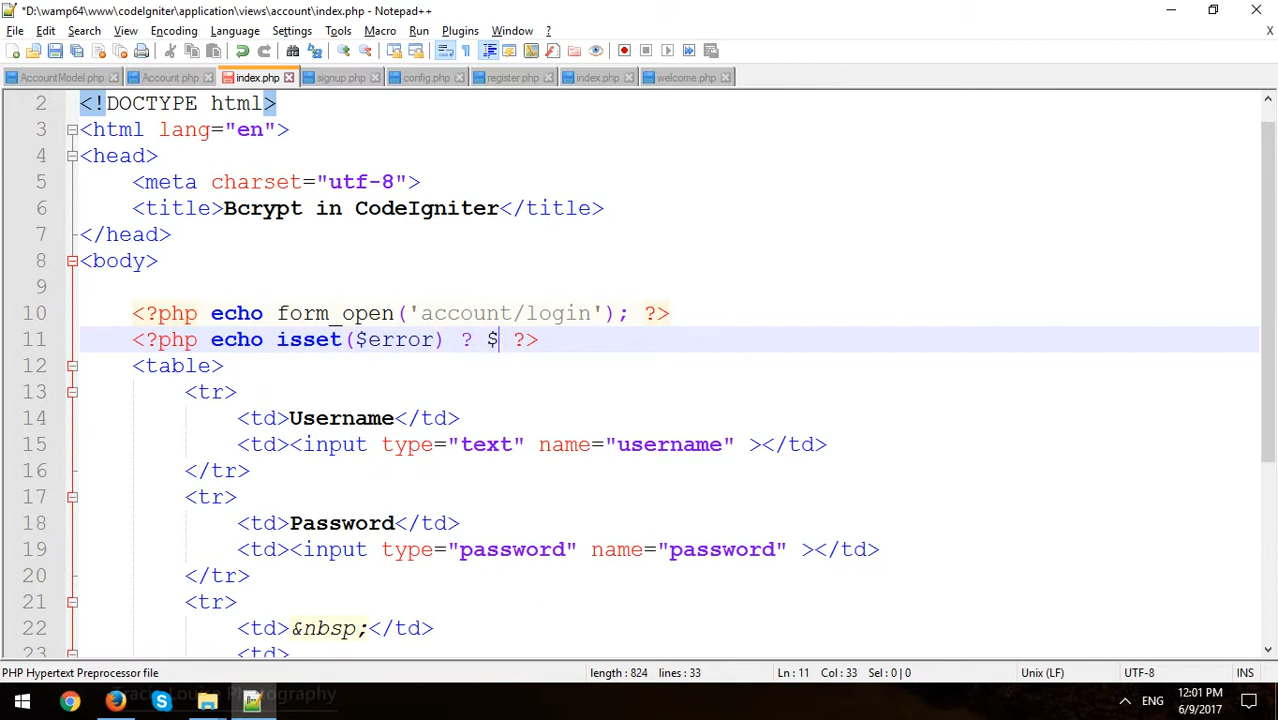 *D:\wamp64\www\codeIgniter\application\views\account\index.php - Notepad++
File Edit Search View Encoding Language Settings Tools Macro Run Plugins Window ? X
AccountModel.php Account.php index.php signup.php config.php register.php index.php welcome.php
2 <!DOCTYPE html>
3 <html lang="en">
4 <head>
5 <meta charset="utf-8">
6 <title>Bcrypt in CodeIgniter</title>
7 </head>
8 <body>
9
10 <?php echo form_open('account/login'); ?>
11 <?php echo isset($error) ? $ ?>
12 <table>
13 <tr>
14 <td>Username</td>
15 <td><input type="text" name="username" ></td>
16 </tr>
17 <tr>
18 <td>Password</td>
19 <td><input type="password" name="password" ></td>
20 </tr>
21 <tr>
22 <td>&nbsp;</td>
23 <td>
PHP Hypertext Preprocessor file length : 824 lines : 33 Ln : 11 Col : 33 Sel : 0 | 0 Unix (LF) UTF-8 INS
Tracie Louise Photography
ENG 12:01 PM
6/9/2017